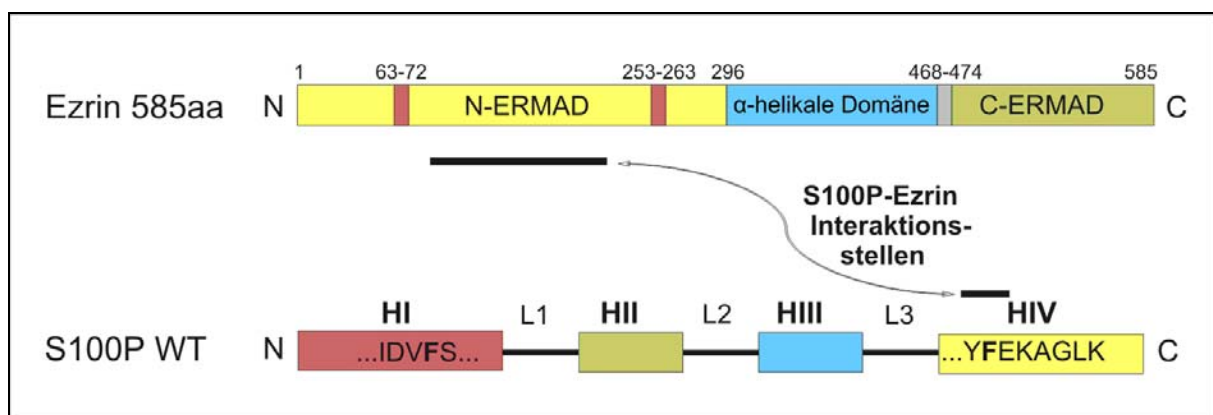 1 63-72 253-263 296 468-474 585
Ezrin 585aa N N-ERMAD α-helikale Domäne C-ERMAD C
S100P-Ezrin
Interaktions-
stellen
HI L1 HII L2 HIII L3 HIV
S100P WT N ...IDVFS... ...YFEKAGLK C